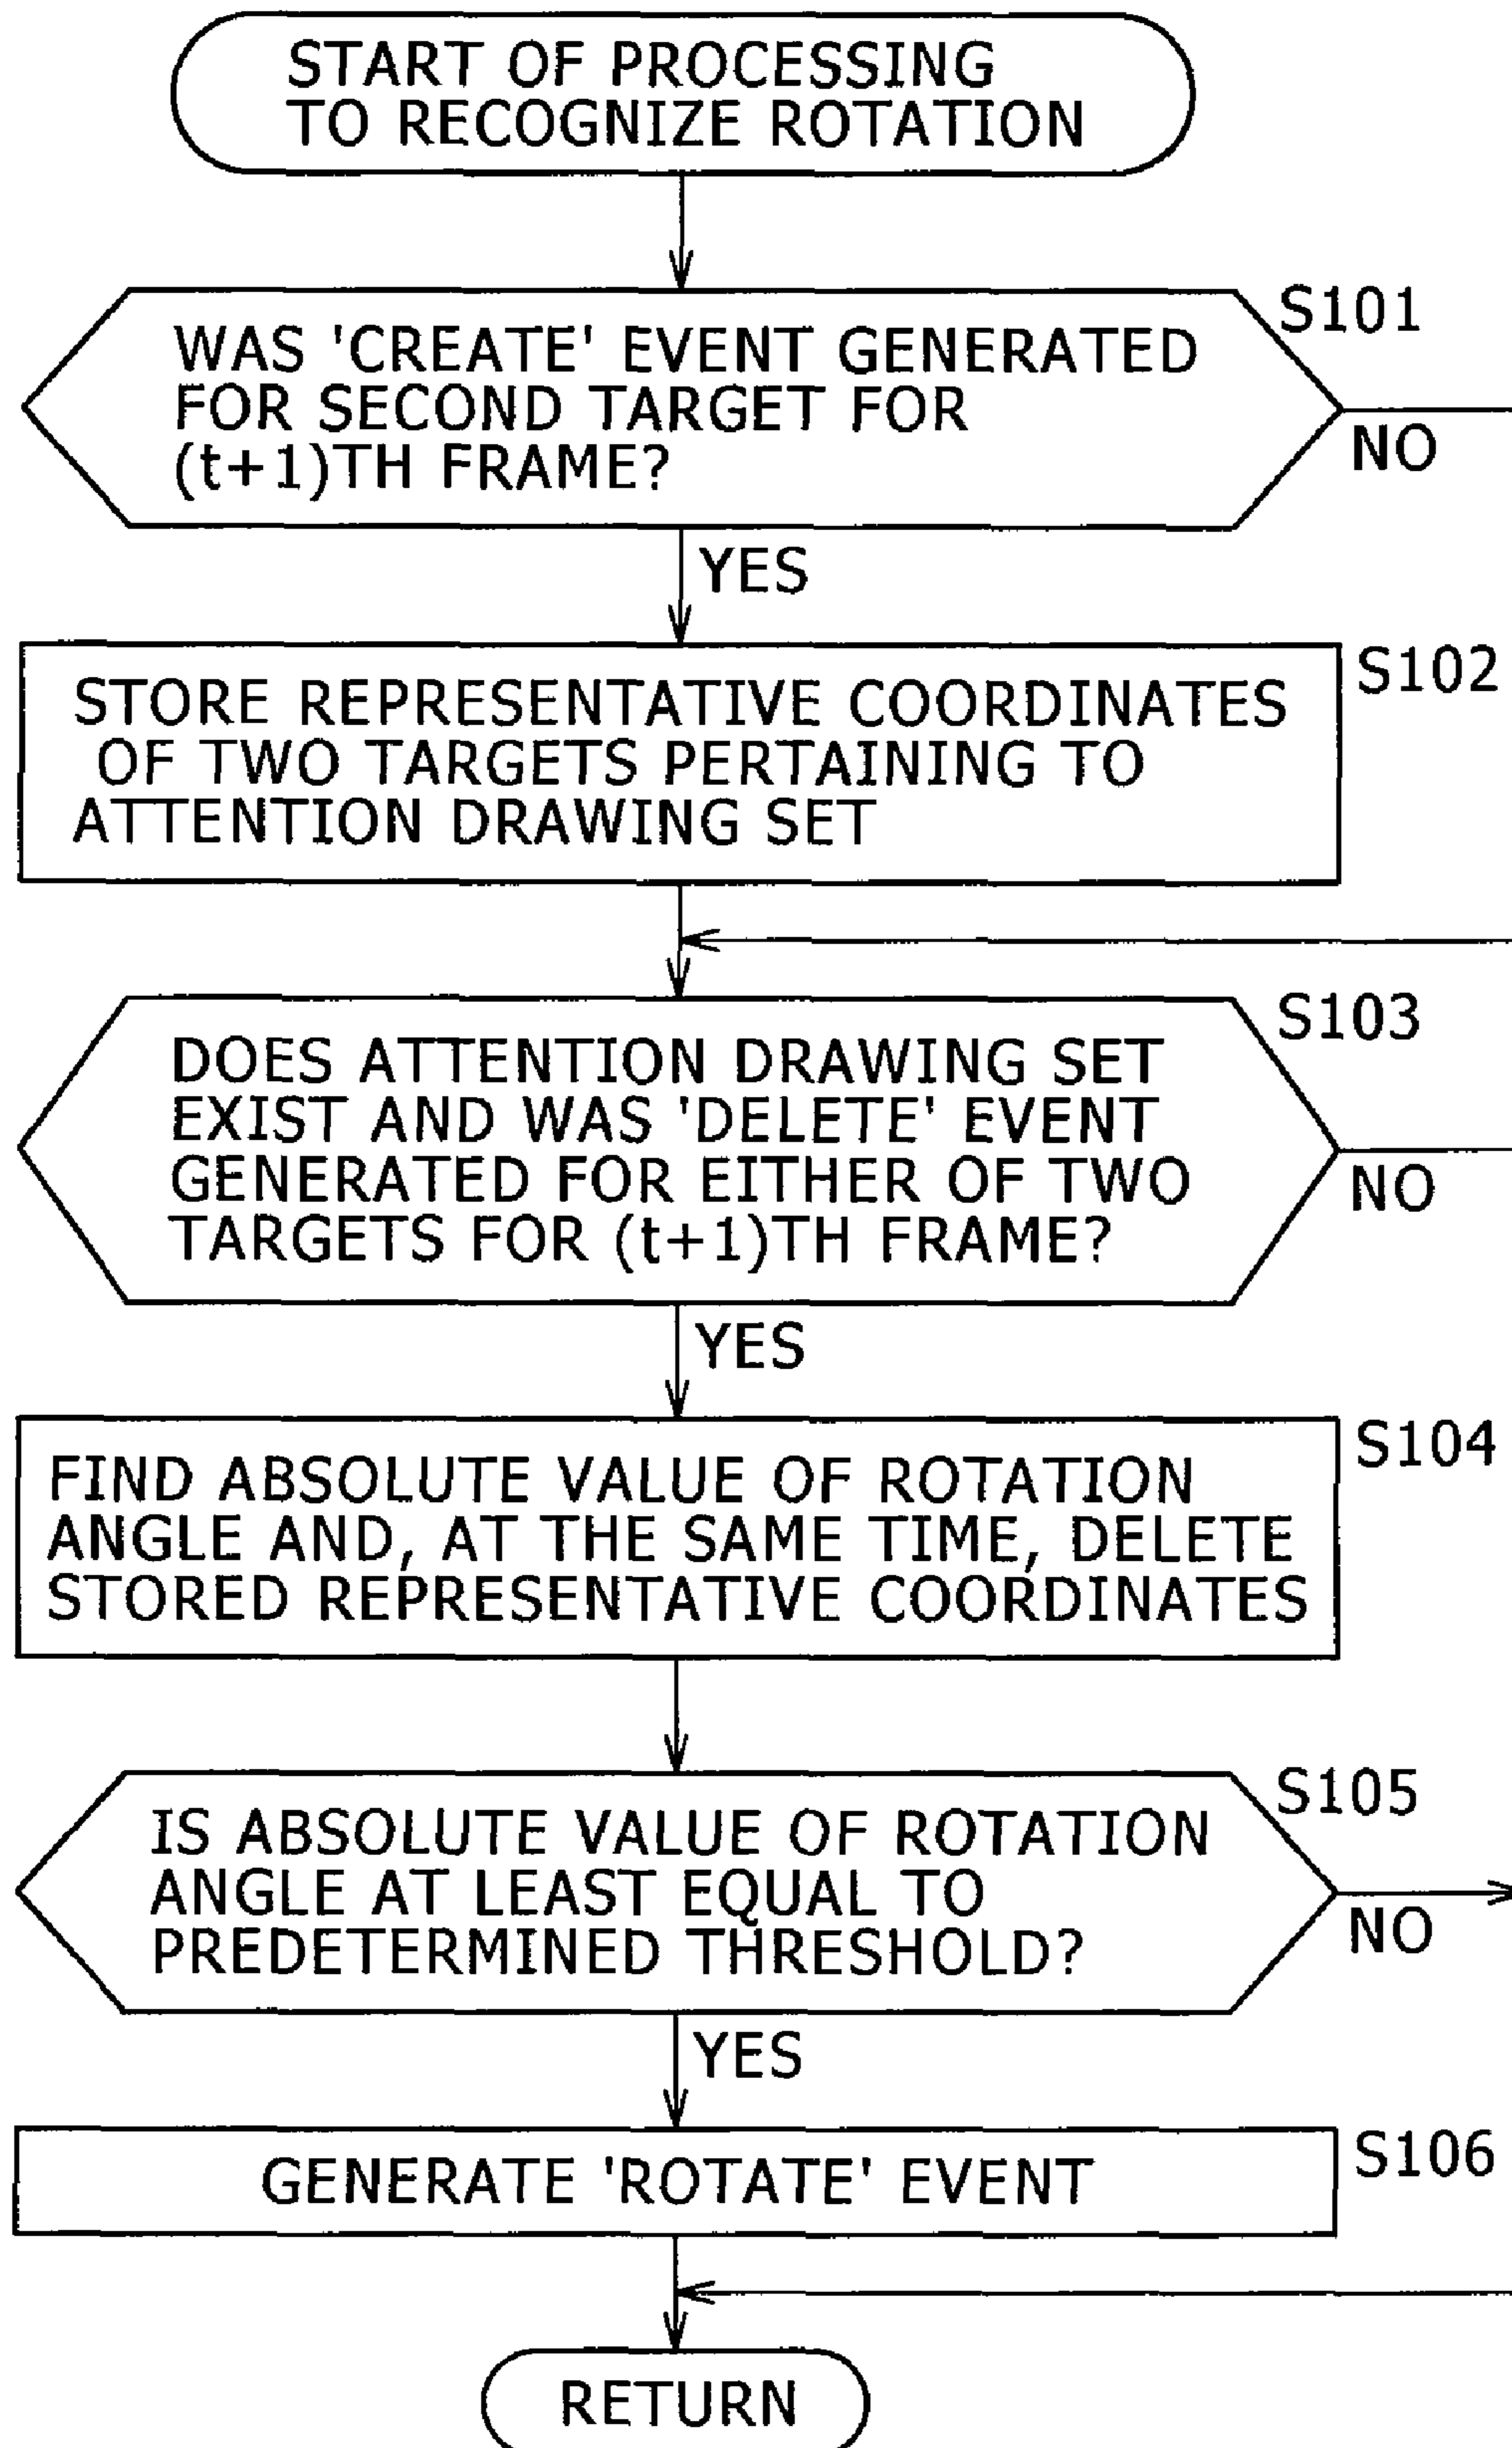 START OF PROCESSING
TO RECOGNIZE ROTATION
S101
WAS 'CREATE' EVENT GENERATED
FOR SECOND TARGET FOR
(t+1)TH FRAME?
NO
YES
S102
STORE REPRESENTATIVE COORDINATES
OF TWO TARGETS PERTAINING TO
ATTENTION DRAWING SET
S103
DOES ATTENTION DRAWING SET
EXIST AND WAS 'DELETE' EVENT
GENERATED FOR EITHER OF TWO
TARGETS FOR (t+1)TH FRAME?
NO
YES
S104
FIND ABSOLUTE VALUE OF ROTATION
ANGLE AND, AT THE SAME TIME, DELETE
STORED REPRESENTATIVE COORDINATES
S105
IS ABSOLUTE VALUE OF ROTATION
ANGLE AT LEAST EQUAL TO
PREDETERMINED THRESHOLD?
NO
YES
S106
GENERATE 'ROTATE' EVENT
RETURN